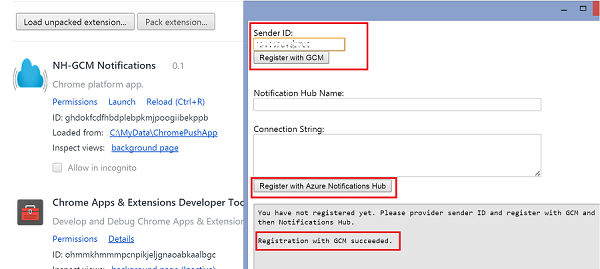 Load unpacked extension...
Pack extension...
NH-GCM Notifications 0.1
Chrome platform app.
Permissions Launch Reload (Ctrl+R)
ID: ghdokfcdfhbdplebpkmjpoogiibekppb
Loaded from: C:\MyData\ChromePushApp
Inspect views: background page
Allow in incognito
Chrome Apps & Extensions Developer Too
Develop and Debug Chrome Apps & Extens
Permissions Details
ID: ohmmkhmmmpcnpikjeljgnaoabkaalbgc
Inspect views: background page (Inactive)
Sender ID:
Register with GCM
Notification Hub Name:
Connection String:
Register with Azure Notifications Hub
You have not registered yet. Please provider sender ID and register with GCM and
then Notifications Hub.
Registration with GCM succeeded.